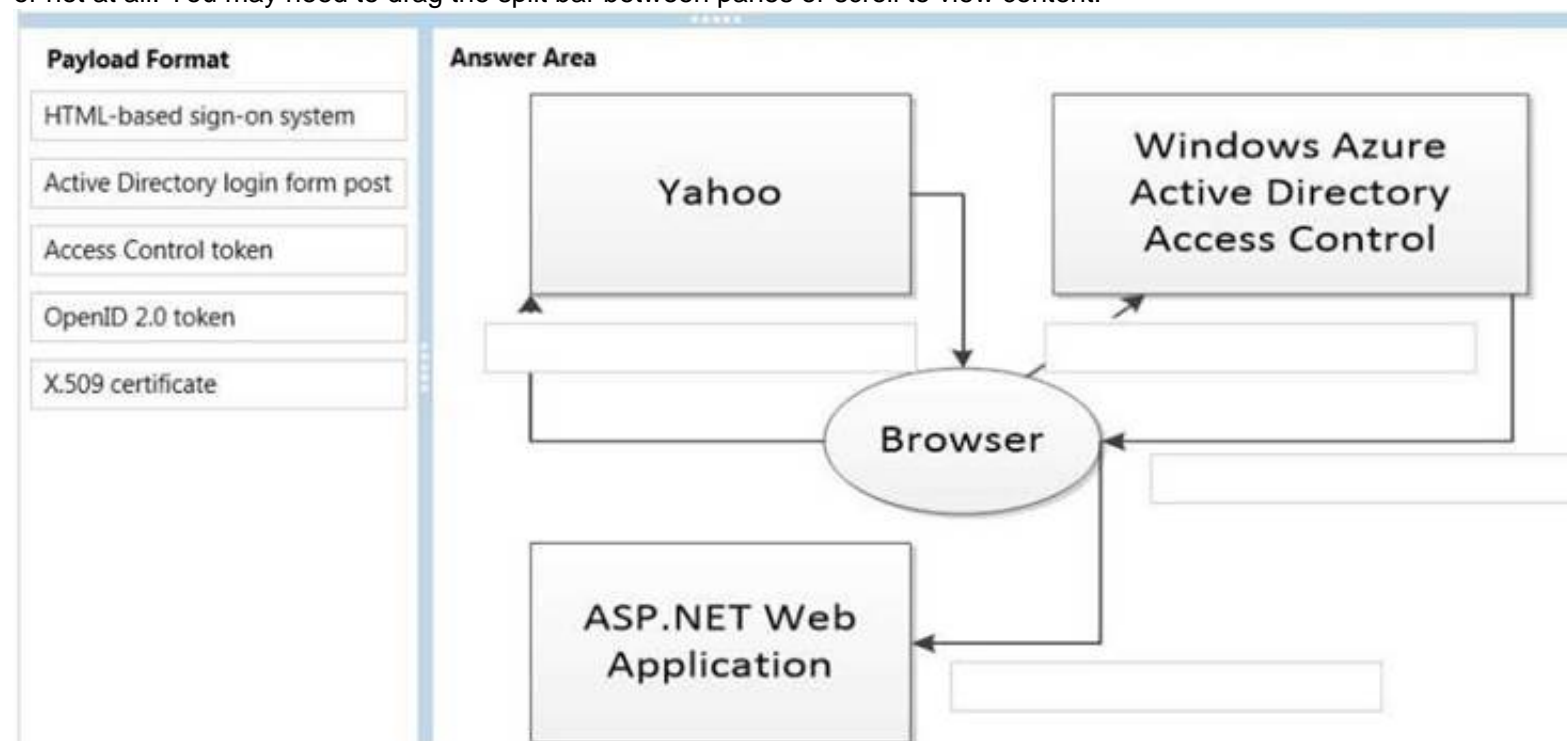 or not at all. You may need to drag the split bar between panes or scroll to view content.
Payload Format
HTML-based sign-on system
Active Directory login form post
Access Control token
OpenID 2.0 token
X.509 certificate
Answer Area
Yahoo
Windows Azure
Active Directory
Access Control
Browser
ASP.NET Web
Application